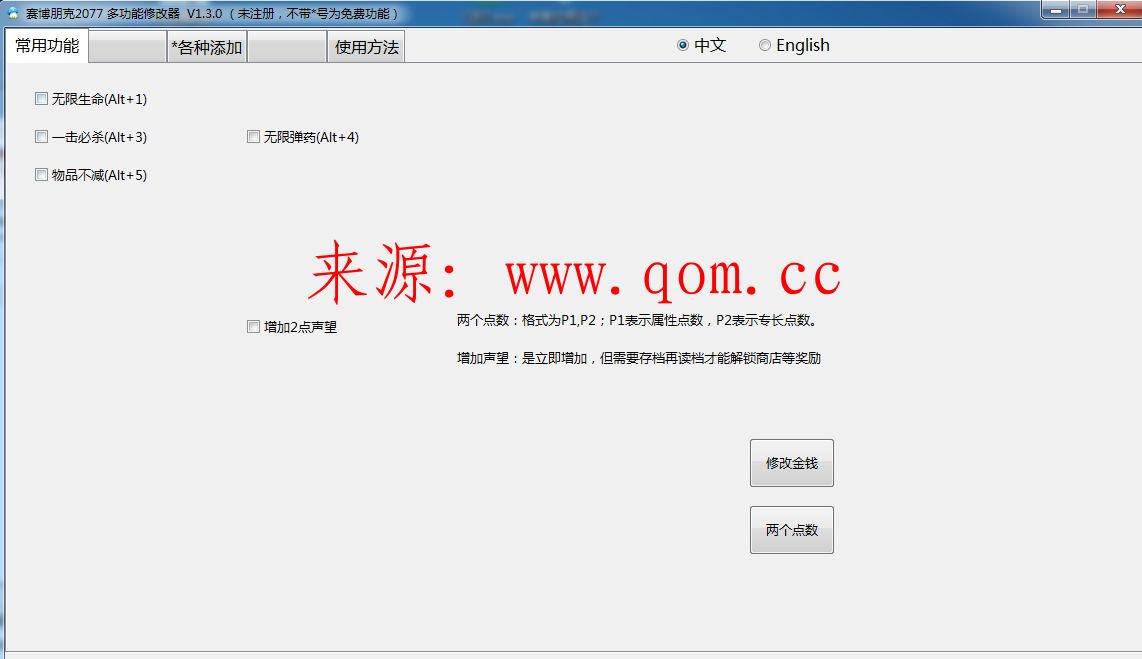 赛博朋克2077 多功能修改器 V1.3.0 （ 未注册，不带*号为免费功能 ）
常用功能 *各种添加 使用方法 中文 English
无限生命(Alt+1)
一击必杀(Alt+3) 无限弹药(Alt+4)
物品不减(Alt+5)
来源: www.qom.cc
增加2点声望 两个点数：格式为P1,P2；P1表示属性点数，P2表示专长点数。
增加声望：是立即增加，但需要存档再读档才能解锁商店等奖励
修改金钱
两个点数